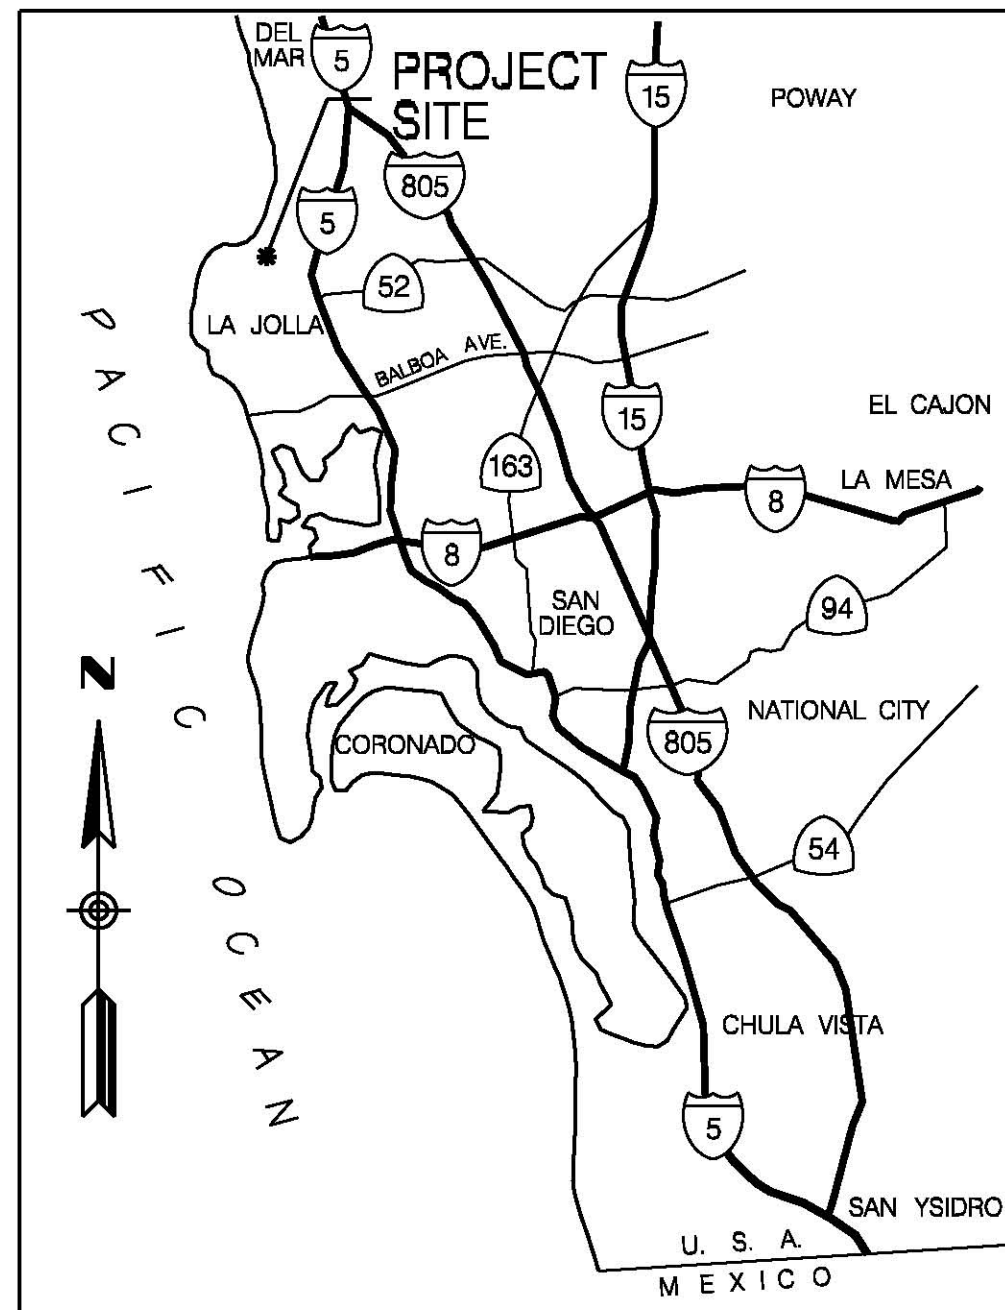 DEL
MAR
5
PROJECT
SITE
15
POWAY
805
5
52
LA JOLLA
BALBOA AVE.
15
EL CAJON
163
LA MESA
8
8
PACIFIC OCEAN
SAN
DIEGO
94
N
NATIONAL CITY
805
CORONADO
54
CHULA VISTA
5
SAN YSIDRO
U. S. A.
MEXICO